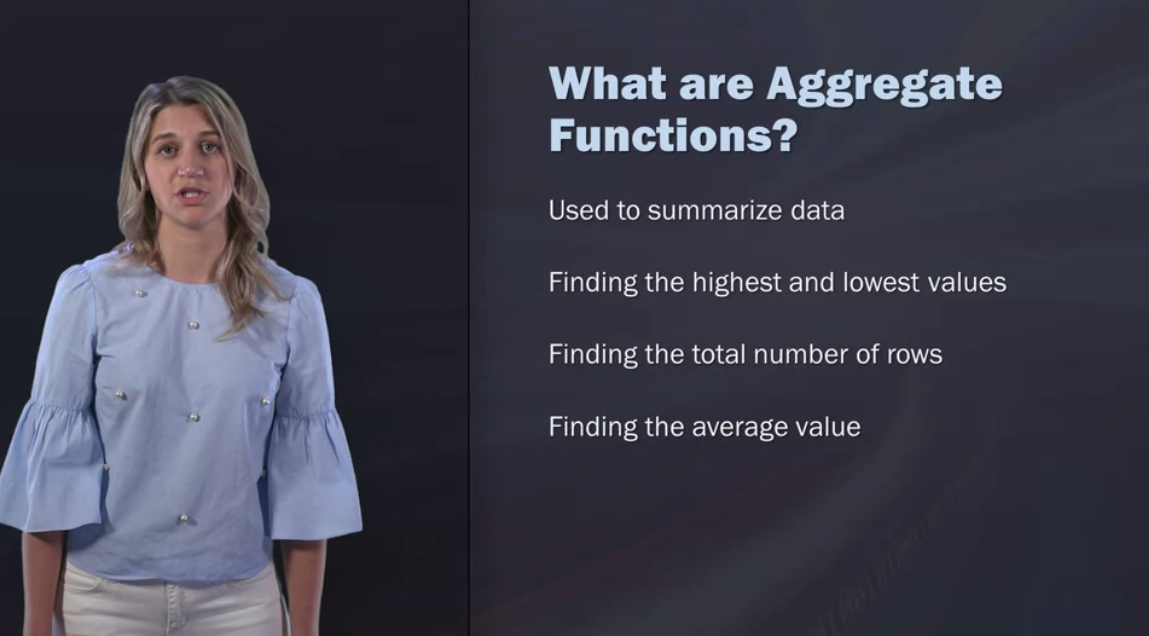 What are Aggregate
Functions?
Used to summarize data
Finding the highest and lowest values
Finding the total number of rows
Finding the average value